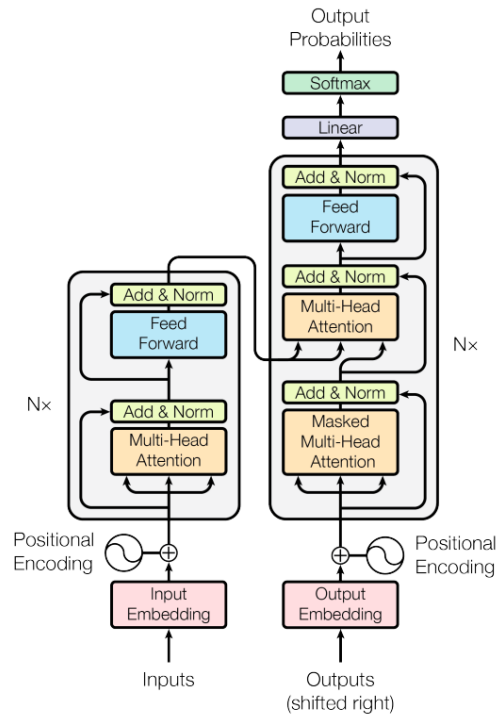 Output
Probabilities
Softmax
Linear
Add & Norm
Feed
Forward
Add & Norm
Multi-Head
Attention
Nx
Add & Norm
Masked
Multi-Head
Attention
Add & Norm
Feed
Forward
Nx
Add & Norm
Multi-Head
Attention
Positional
Encoding
Positional
Encoding
Input
Embedding
Output
Embedding
Inputs
Outputs
(shifted right)